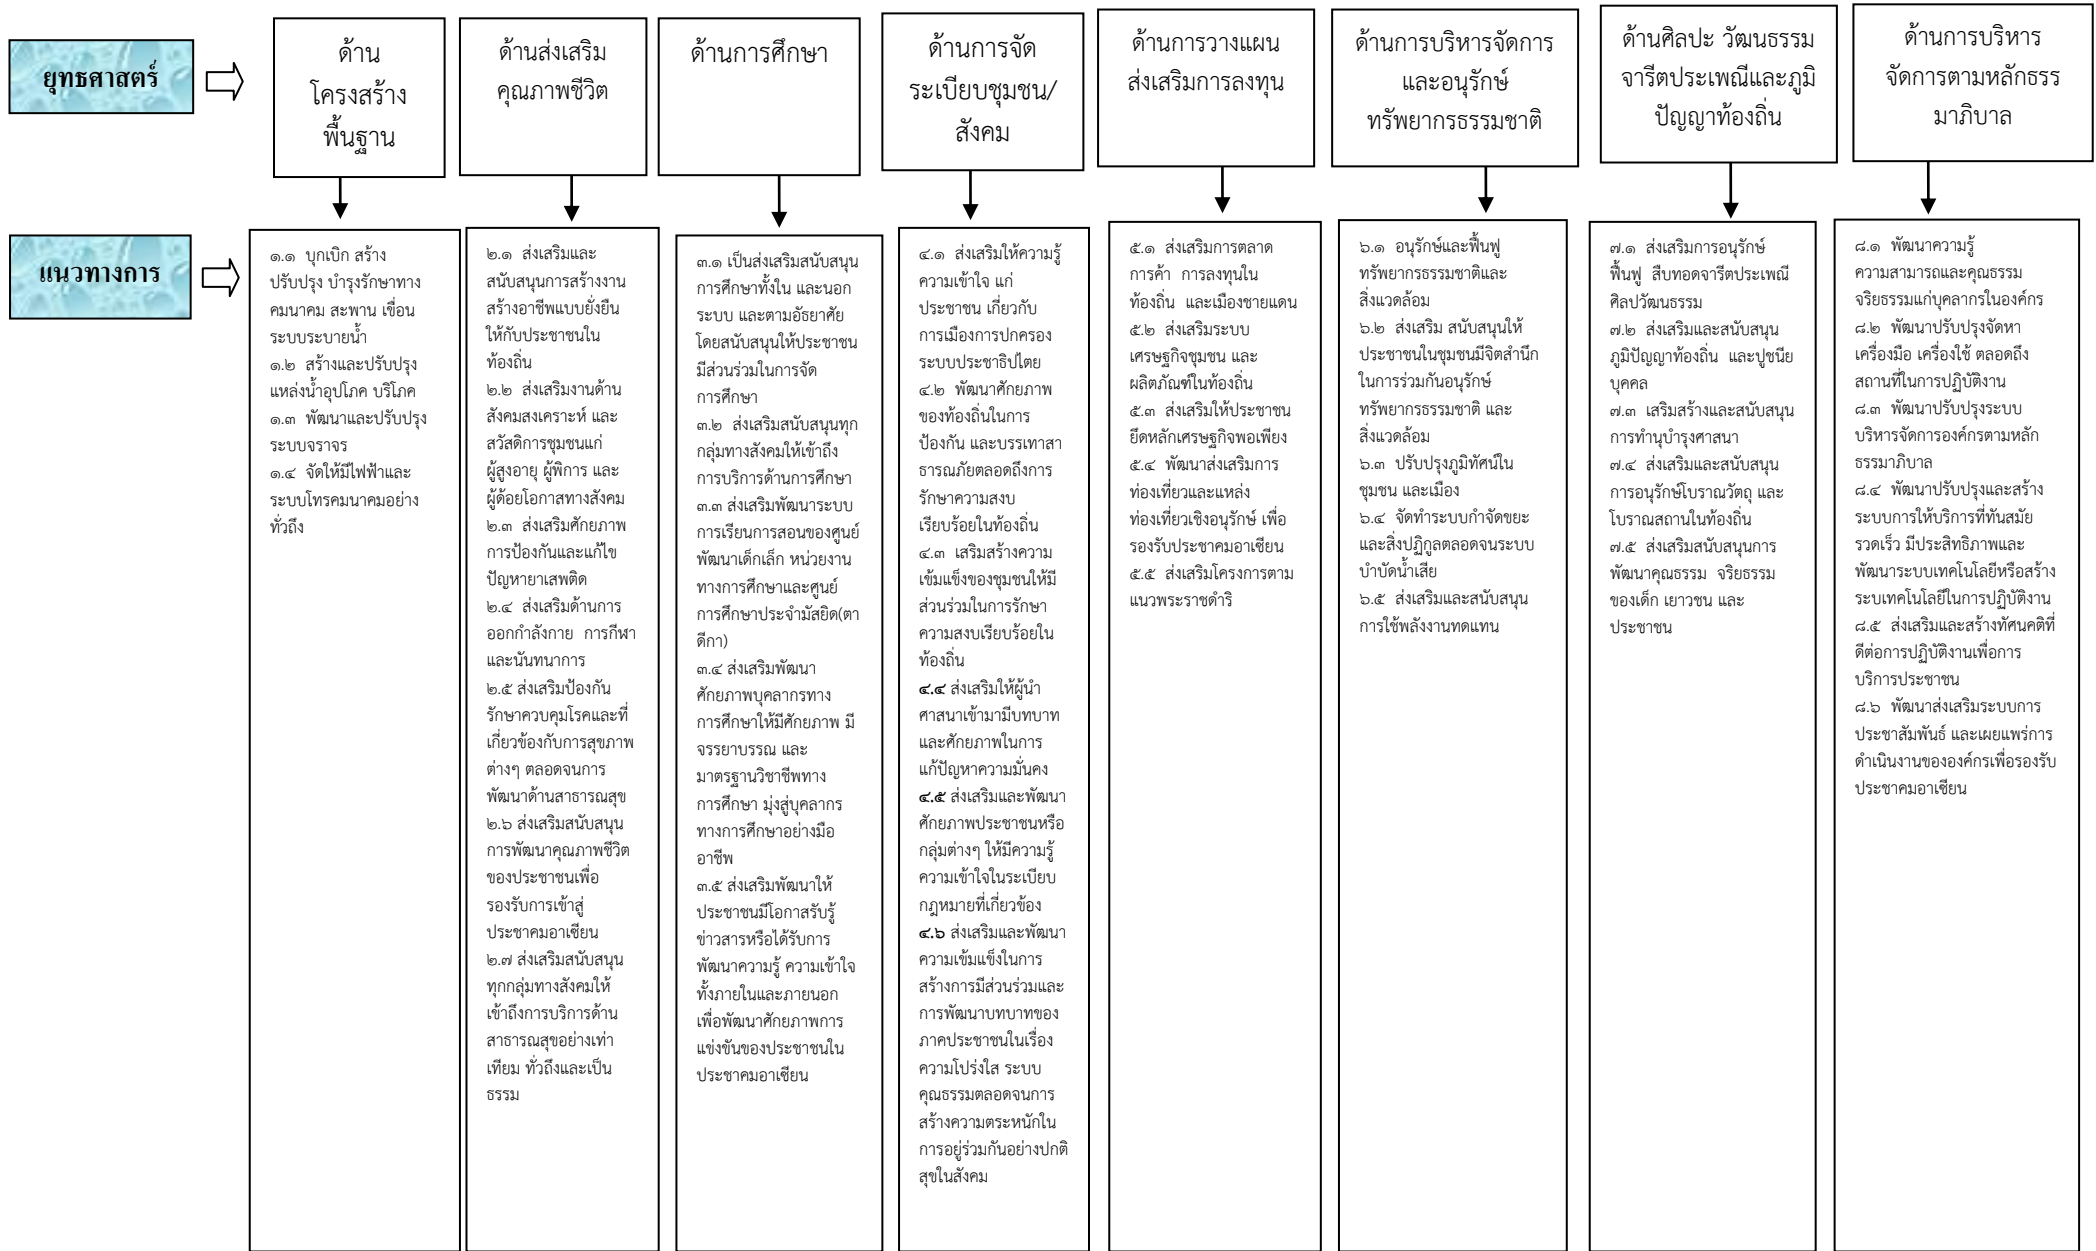 ยุทธศาสตร์
ด้าน
โครงสร้าง
พื้นฐาน
ด้านส่งเสริม
คุณภาพชีวิต
ด้านการศึกษา
ด้านการจัด
ระเบียบชุมชน/
สังคม
ด้านการวางแผน
ส่งเสริมการลงทุน
ด้านการบริหารจัดการ
และอนุรักษ์
ทรัพยากรธรรมชาติ
ด้านศิลปะ วัฒนธรรม
จารีตประเพณีและภูมิ
ปัญญาท้องถิ่น
ด้านการบริหาร
จัดการตามหลักธรร
มาภิบาล
แนวทางการ
๑.๑ บุกเบิก สร้าง
ปรับปรุง บำรุงรักษาทาง
คมนาคม สะพาน เขื่อน
ระบบระบายน้ำ
๑.๒ สร้างและปรับปรุง
แหล่งน้ำอุปโภค บริโภค
๑.๓ พัฒนาและปรับปรุง
ระบบจราจร
๑.๔ จัดให้มีไฟฟ้าและ
ระบบโทรคมนาคมอย่าง
ทั่วถึง
๒.๑ ส่งเสริมและ
สนับสนุนการสร้างงาน
สร้างอาชีพแบบยั่งยืน
ให้กับประชาชนใน
ท้องถิ่น
๒.๒ ส่งเสริมงานด้าน
สังคมสงเคราะห์ และ
สวัสดิการชุมชนแก่
ผู้สูงอายุ ผู้พิการ และ
ผู้ด้อยโอกาสทางสังคม
๒.๓ ส่งเสริมศักยภาพ
การป้องกันและแก้ไข
ปัญหายาเสพติด
๒.๔ ส่งเสริมด้านการ
ออกกำลังกาย การกีฬา
และนันทนาการ
๒.๕ ส่งเสริมป้องกัน
รักษาควบคุมโรคและที่
เกี่ยวข้องกับการสุขภาพ
ต่างๆ ตลอดจนการ
พัฒนาด้านสาธารณสุข
๒.๖ ส่งเสริมสนับสนุน
การพัฒนาคุณภาพชีวิต
ของประชาชนเพื่อ
รองรับการเข้าสู่
ประชาคมอาเซียน
๒.๗ ส่งเสริมสนับสนุน
ทุกกลุ่มทางสังคมให้
เข้าถึงการบริการด้าน
สาธารณสุขอย่างเท่า
เทียม ทั่วถึงและเป็น
ธรรม
๓.๑ เป็นส่งเสริมสนับสนุน
การศึกษาทั้งใน และนอก
ระบบ และตามอัธยาศัย
โดยสนับสนุนให้ประชาชน
มีส่วนร่วมในการจัด
การศึกษา
๓.๒ ส่งเสริมสนับสนุนทุก
กลุ่มทางสังคมให้เข้าถึง
การบริการด้านการศึกษา
๓.๓ ส่งเสริมพัฒนาระบบ
การเรียนการสอนของศูนย์
พัฒนาเด็กเล็ก หน่วยงาน
ทางการศึกษาและศูนย์
การศึกษาประจำมัสยิด(ตา
ดีกา)
๓.๔ ส่งเสริมพัฒนา
ศักยภาพบุคลากรทาง
การศึกษาให้มีศักยภาพ มี
จรรยาบรรณ และ
มาตรฐานวิชาชีพทาง
การศึกษา มุ่งสู่บุคลากร
ทางการศึกษาอย่างมือ
อาชีพ
๓.๕ ส่งเสริมพัฒนาให้
ประชาชนมีโอกาสรับรู้
ข่าวสารหรือได้รับการ
พัฒนาความรู้ ความเข้าใจ
ทั้งภายในและภายนอก
เพื่อพัฒนาศักยภาพการ
แข่งขันของประชาชนใน
ประชาคมอาเซียน
๔.๑ ส่งเสริมให้ความรู้
ความเข้าใจ แก่
ประชาชน เกี่ยวกับ
การเมืองการปกครอง
ระบบประชาธิปไตย
๔.๒ พัฒนาศักยภาพ
ของท้องถิ่นในการ
ป้องกัน และบรรเทาสา
ธารณภัยตลอดถึงการ
รักษาความสงบ
เรียบร้อยในท้องถิ่น
๔.๓ เสริมสร้างความ
เข้มแข็งของชุมชนให้มี
ส่วนร่วมในการรักษา
ความสงบเรียบร้อยใน
ท้องถิ่น
๔.๔ ส่งเสริมให้ผู้นำ
ศาสนาเข้ามามีบทบาท
และศักยภาพในการ
แก้ปัญหาความมั่นคง
๔.๕ ส่งเสริมและพัฒนา
ศักยภาพประชาชนหรือ
กลุ่มต่างๆ ให้มีความรู้
ความเข้าใจในระเบียบ
กฎหมายที่เกี่ยวข้อง
๔.๖ ส่งเสริมและพัฒนา
ความเข้มแข็งในการ
สร้างการมีส่วนร่วมและ
การพัฒนาบทบาทของ
ภาคประชาชนในเรื่อง
ความโปร่งใส ระบบ
คุณธรรมตลอดจนการ
สร้างความตระหนักใน
การอยู่ร่วมกันอย่างปกติ
สุขในสังคม
๕.๑ ส่งเสริมการตลาด
การค้า การลงทุนใน
ท้องถิ่น และเมืองชายแดน
๕.๒ ส่งเสริมระบบ
เศรษฐกิจชุมชน และ
ผลิตภัณฑ์ในท้องถิ่น
๕.๓ ส่งเสริมให้ประชาชน
ยึดหลักเศรษฐกิจพอเพียง
๕.๔ พัฒนาส่งเสริมการ
ท่องเที่ยวและแหล่ง
ท่องเที่ยวเชิงอนุรักษ์ เพื่อ
รองรับประชาคมอาเซียน
๕.๕ ส่งเสริมโครงการตาม
แนวพระราชดำริ
๖.๑ อนุรักษ์และฟื้นฟู
ทรัพยากรธรรมชาติและ
สิ่งแวดล้อม
๖.๒ ส่งเสริม สนับสนุนให้
ประชาชนในชุมชนมีจิตสำนึก
ในการร่วมกันอนุรักษ์
ทรัพยากรธรรมชาติ และ
สิ่งแวดล้อม
๖.๓ ปรับปรุงภูมิทัศน์ใน
ชุมชน และเมือง
๖.๔ จัดทำระบบกำจัดขยะ
และสิ่งปฏิกูลตลอดจนระบบ
บำบัดน้ำเสีย
๖.๕ ส่งเสริมและสนับสนุน
การใช้พลังงานทดแทน
๗.๑ ส่งเสริมการอนุรักษ์
ฟื้นฟู สืบทอดจารีตประเพณี
ศิลปวัฒนธรรม
๗.๒ ส่งเสริมและสนับสนุน
ภูมิปัญญาท้องถิ่น และปูชนีย
บุคคล
๗.๓ เสริมสร้างและสนับสนุน
การทำนุบำรุงศาสนา
๗.๔ ส่งเสริมและสนับสนุน
การอนุรักษ์โบราณวัตถุ และ
โบราณสถานในท้องถิ่น
๗.๕ ส่งเสริมสนับสนุนการ
พัฒนาคุณธรรม จริยธรรม
ของเด็ก เยาวชน และ
ประชาชน
๘.๑ พัฒนาความรู้
ความสามารถและคุณธรรม
จริยธรรมแก่บุคลากรในองค์กร
๘.๒ พัฒนาปรับปรุงจัดหา
เครื่องมือ เครื่องใช้ ตลอดถึง
สถานที่ในการปฏิบัติงาน
๘.๓ พัฒนาปรับปรุงระบบ
บริหารจัดการองค์กรตามหลัก
ธรรมาภิบาล
๘.๔ พัฒนาปรับปรุงและสร้าง
ระบบการให้บริการที่ทันสมัย
รวดเร็ว มีประสิทธิภาพและ
พัฒนาระบบเทคโนโลยีหรือสร้าง
ระบเทคโนโลยีในการปฏิบัติงาน
๘.๕ ส่งเสริมและสร้างทัศนคติที่
ดีต่อการปฏิบัติงานเพื่อการ
บริการประชาชน
๘.๖ พัฒนาส่งเสริมระบบการ
ประชาสัมพันธ์ และเผยแพร่การ
ดำเนินงานขององค์กรเพื่อรองรับ
ประชาคมอาเซียน